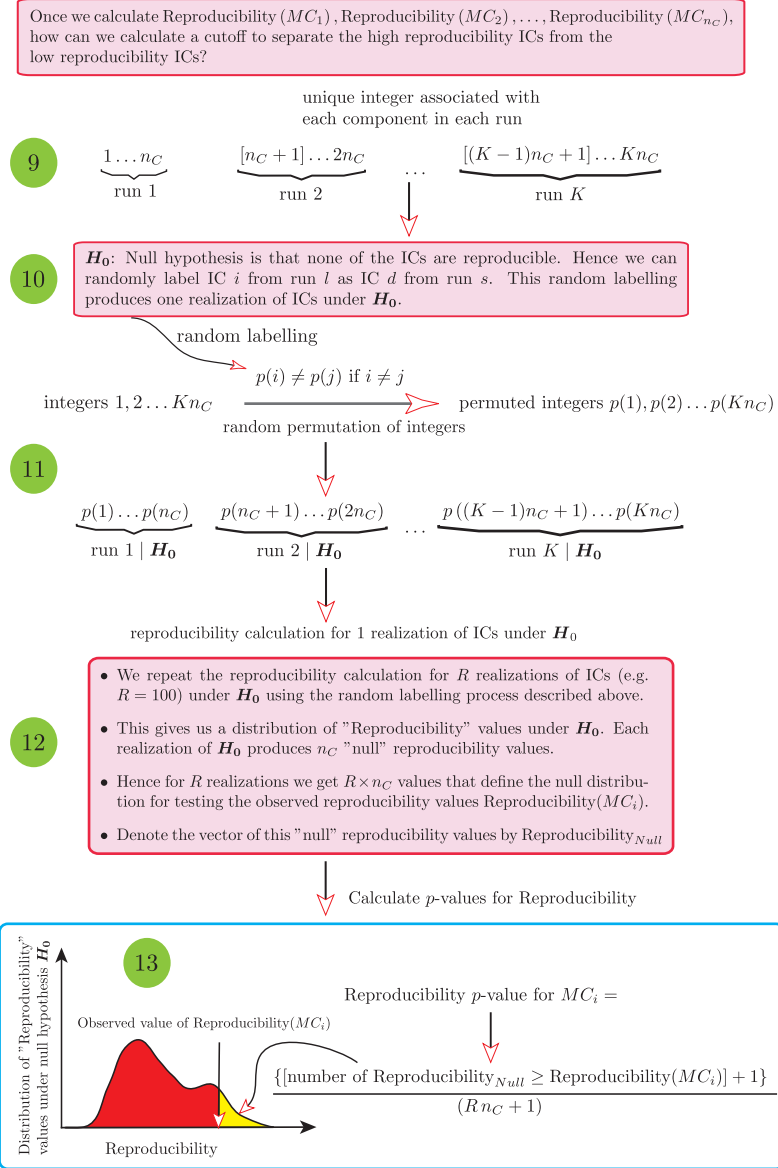 Once we calculate Reproducibility (MC₁) , Reproducibility (MC₂) , . . . , Reproducibility (MC_{n_C}),
how can we calculate a cutoff to separate the high reproducibility ICs from the
low reproducibility ICs?
unique integer associated with
each component in each run
9
1 . . . n_C
[n_C + 1] . . . 2n_C
. . .
[(K − 1)n_C + 1] . . . Kn_C
run 1
run 2
run K
10
H₀: Null hypothesis is that none of the ICs are reproducible. Hence we can
randomly label IC i from run l as IC d from run s. This random labelling
produces one realization of ICs under H₀.
random labelling
p(i) ≠ p(j) if i ≠ j
integers 1, 2 . . . Kn_C
permuted integers p(1), p(2) . . . p(Kn_C)
random permutation of integers
11
p(1) . . . p(n_C)
p(n_C + 1) . . . p(2n_C)
. . .
p ((K − 1)n_C + 1) . . . p(Kn_C)
run 1 | H₀
run 2 | H₀
run K | H₀
reproducibility calculation for 1 realization of ICs under H₀
12
• We repeat the reproducibility calculation for R realizations of ICs (e.g.
R = 100) under H₀ using the random labelling process described above.
• This gives us a distribution of ”Reproducibility” values under H₀. Each
realization of H₀ produces n_C ”null” reproducibility values.
• Hence for R realizations we get R×n_C values that define the null distribu-
tion for testing the observed reproducibility values Reproducibility(MC_i).
• Denote the vector of this ”null” reproducibility values by Reproducibility_{Null}
Calculate p-values for Reproducibility
13
Distribution of ”Reproducibility”
values under null hypothesis H₀
Observed value of Reproducibility(MC_i)
Reproducibility
Reproducibility p-value for MC_i =
{[number of Reproducibility_{Null} ≥ Reproducibility(MC_i)] + 1}
(R n_C + 1)